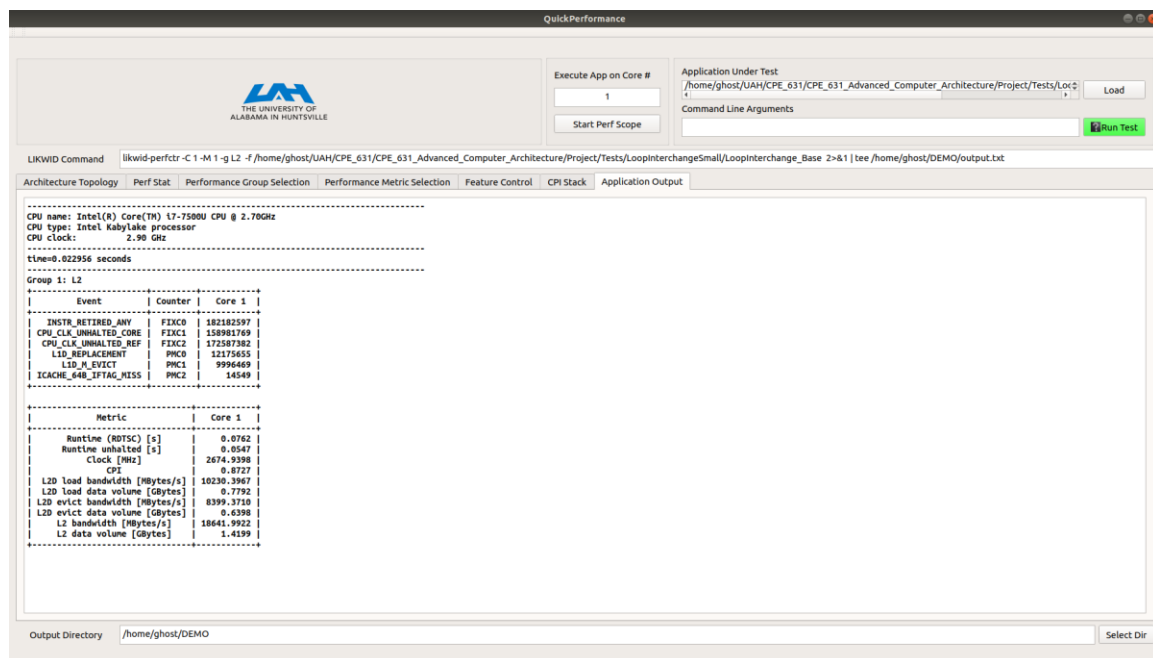 QuickPerformance
THE UNIVERSITY OF
ALABAMA IN HUNTSVILLE
Execute App on Core #
1
Start Perf Scope
Application Under Test
/home/ghost/UAH/CPE_631/CPE_631_Advanced_Computer_Architecture/Project/Tests/Loo
Load
Command Line Arguments
Run Test
LIKWID Command
likwid-perfctr -C 1 -M 1 -g L2 -f /home/ghost/UAH/CPE_631/CPE_631_Advanced_Computer_Architecture/Project/Tests/LoopInterchangeSmall/LoopInterchange_Base 2>&1 | tee /home/ghost/DEMO/output.txt
Architecture Topology Perf Stat Performance Group Selection Performance Metric Selection Feature Control CPI Stack Application Output
--------------------------------------------------------------------------------
CPU name: Intel(R) Core(TM) i7-7500U CPU @ 2.70GHz
CPU type: Intel Kabylake processor
CPU clock: 2.90 GHz
--------------------------------------------------------------------------------
time=0.022956 seconds
--------------------------------------------------------------------------------
Group 1: L2
+-----------------------+---------+-----------+
| Event | Counter | Core 1 |
+-----------------------+---------+-----------+
| INSTR_RETIRED_ANY | FIXC0 | 182182597 |
| CPU_CLK_UNHALTED_CORE | FIXC1 | 158981769 |
| CPU_CLK_UNHALTED_REF | FIXC2 | 172587382 |
| L1D_REPLACEMENT | PMC0 | 12175655 |
| L1D_M_EVICT | PMC1 | 9996469 |
| ICACHE_64B_IFTAG_MISS | PMC2 | 14549 |
+-----------------------+---------+-----------+
+--------------------------------+------------+
| Metric | Core 1 |
+--------------------------------+------------+
| Runtime (RDTSC) [s] | 0.0762 |
| Runtime unhalted [s] | 0.0547 |
| Clock [MHz] | 2674.9398 |
| CPI | 0.8727 |
| L2D load bandwidth [MBytes/s] | 10230.3967 |
| L2D load data volume [GBytes] | 0.7792 |
| L2D evict bandwidth [MBytes/s] | 8399.3710 |
| L2D evict data volume [GBytes] | 0.6398 |
| L2 bandwidth [MBytes/s] | 18641.9922 |
| L2 data volume [GBytes] | 1.4199 |
+--------------------------------+------------+
Output Directory
/home/ghost/DEMO
Select Dir